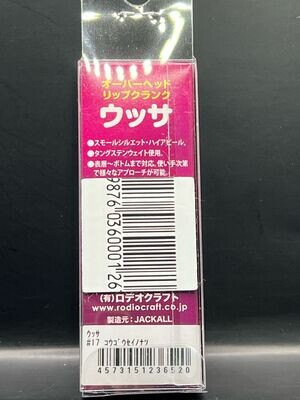 オーバーヘッド
リップクランク
ウッサ
●スモールシルエット・ハイアピール。
●タングステンウェイト使用。
●表層〜ボトムまで対応、使い手次第
で様々なアプローチが可能。
9876036000126
(有)ロデオクラフト
www.rodiocraft.co.jp
製造元:JACKALL
ウッサ
#17 コウゴウセイノナツ
4573151236520